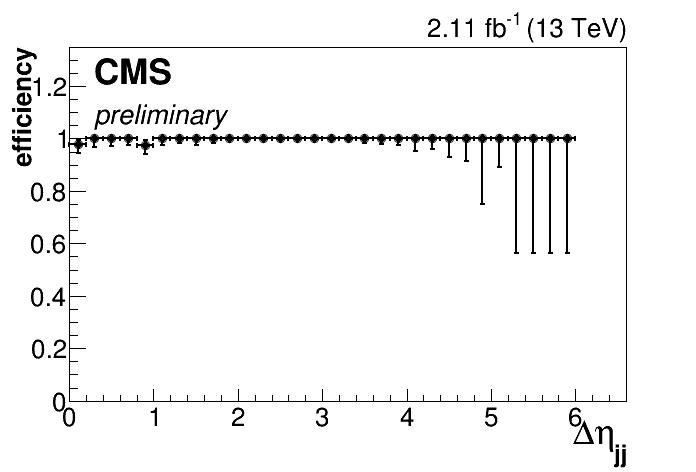 2.11 fb-1 (13 TeV)
CMS
preliminary
efficiency
1.2
1
0.8
0.6
0.4
0.2
0
0 1 2 3 4 5 6
Δηjj